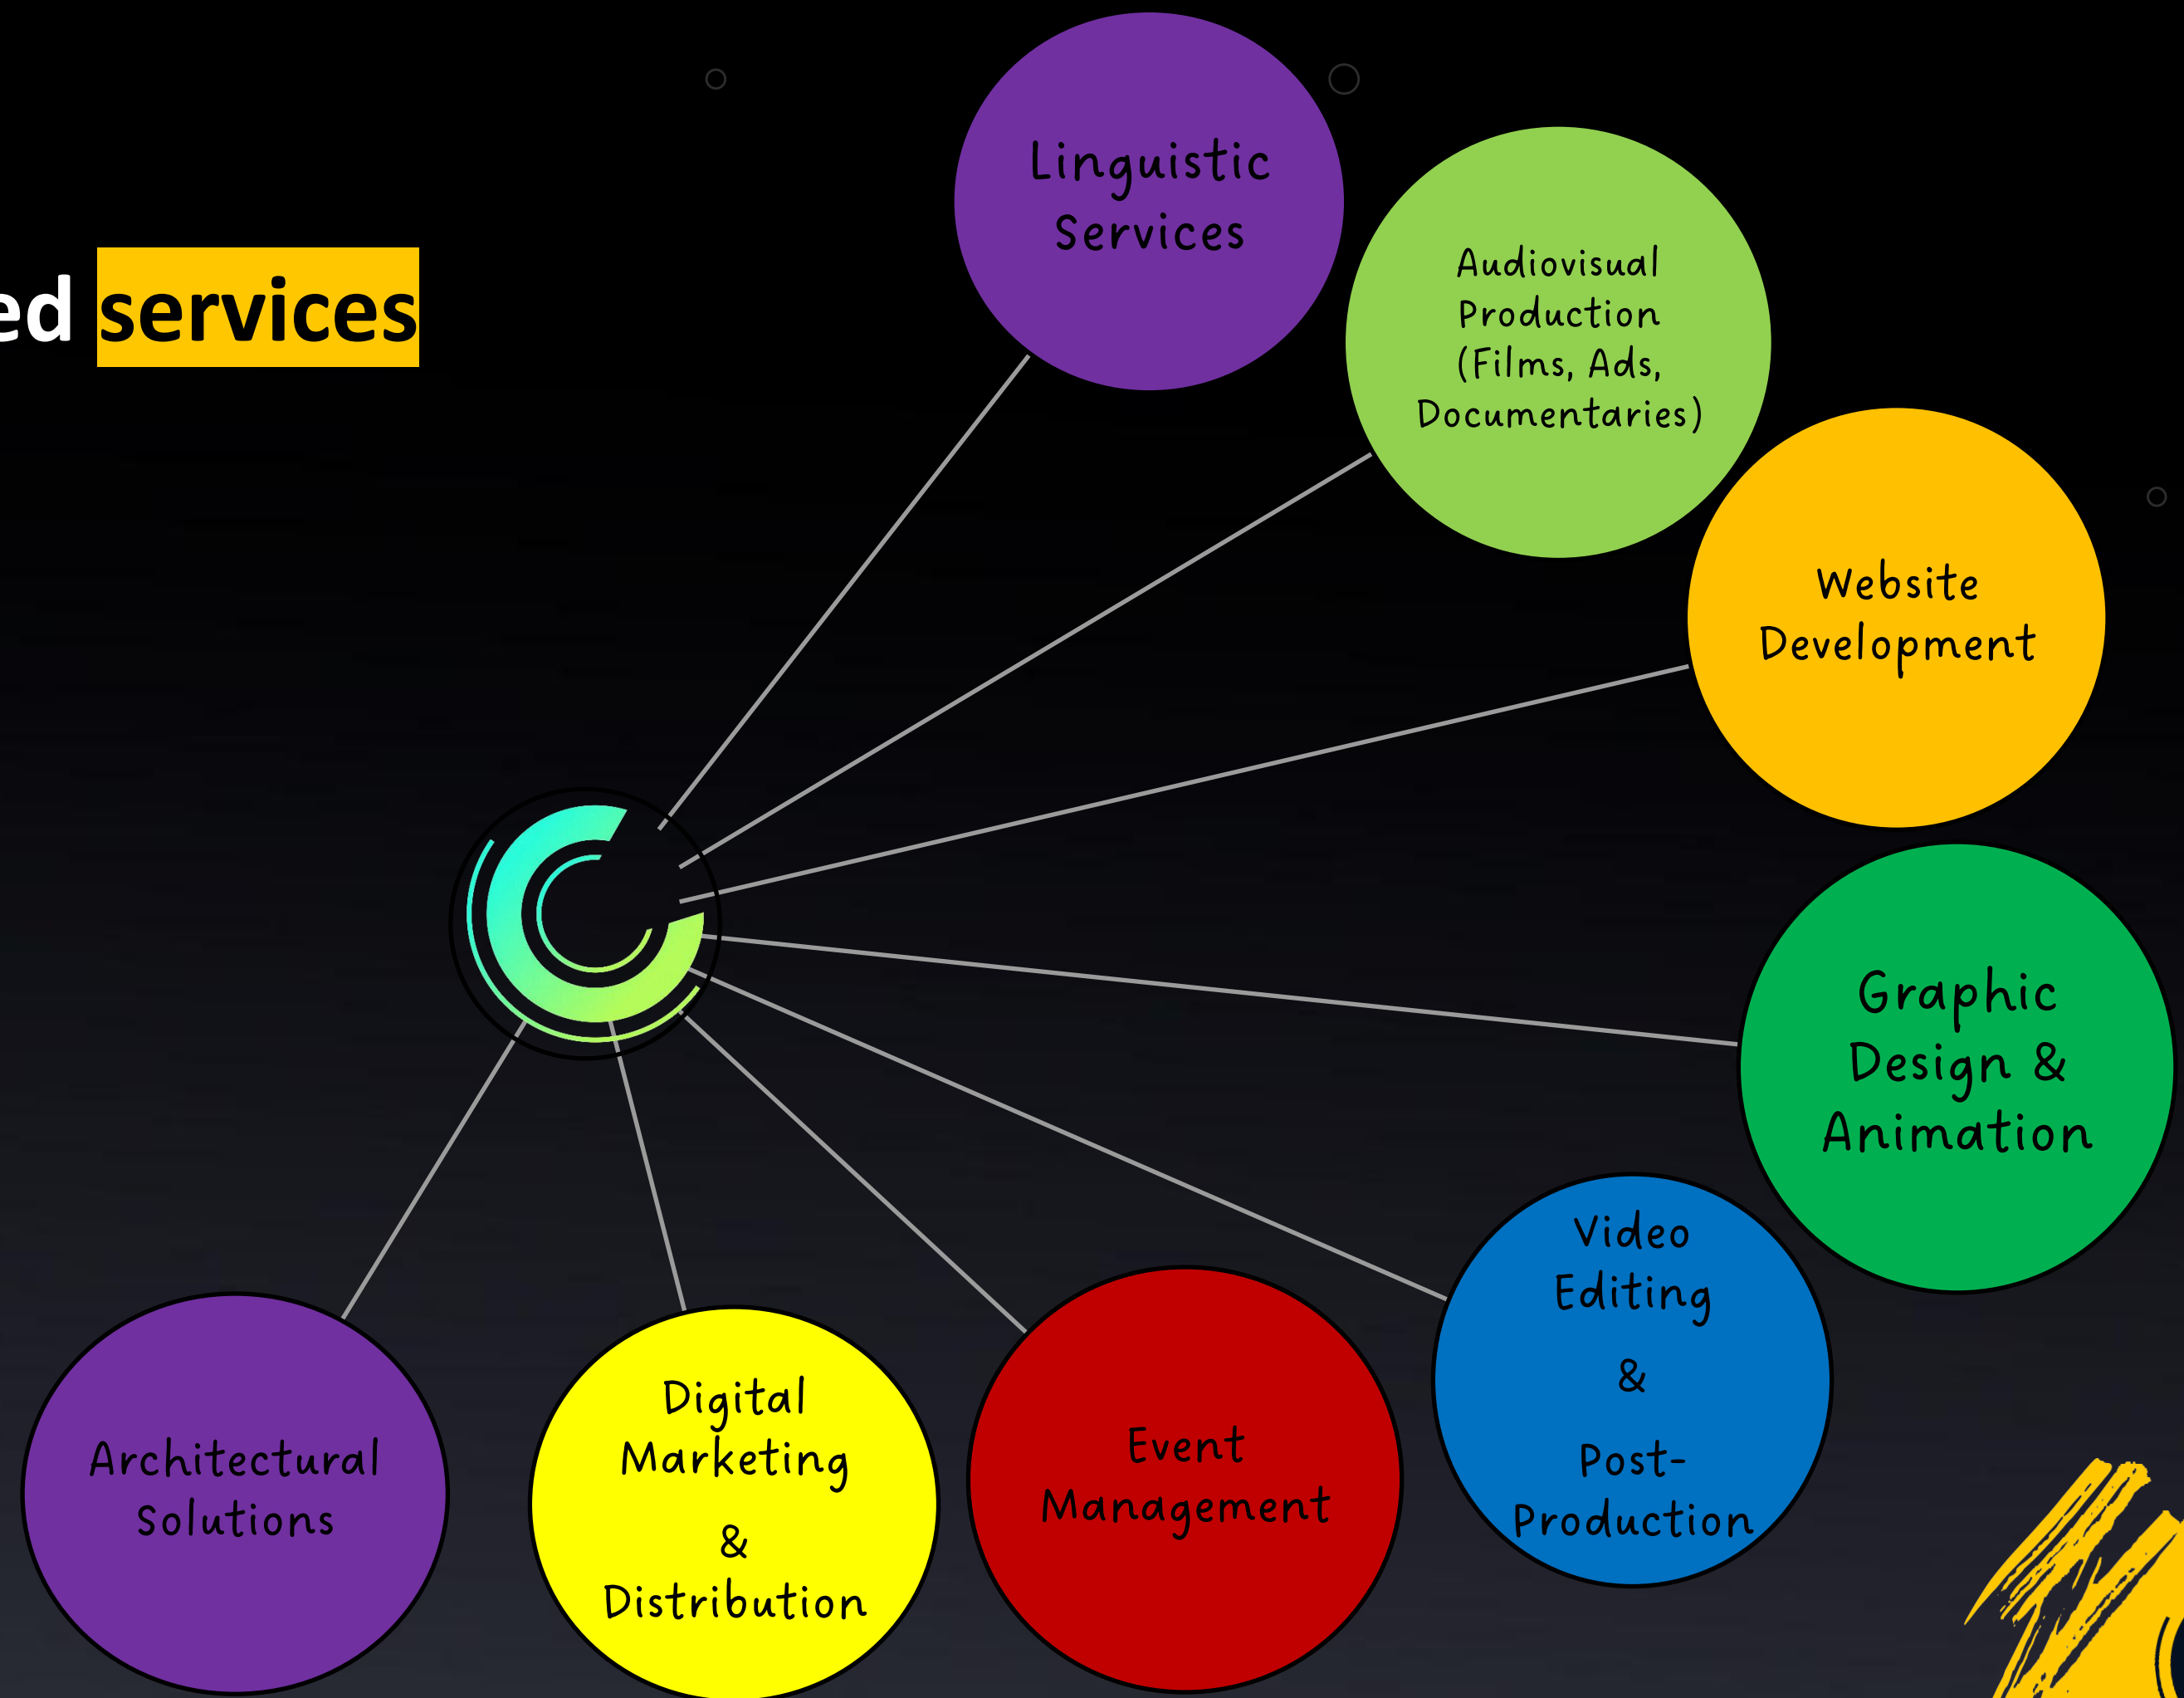 ed services
Linguistic
Services
Audiovisual
Production
(Films, Ads,
Documentaries)
Website
Development
Graphic
Design &
Animation
Video
Editing
&
Post-
Production
Event
Management
Digital
Marketing
&
Distribution
Architectural
Solutions